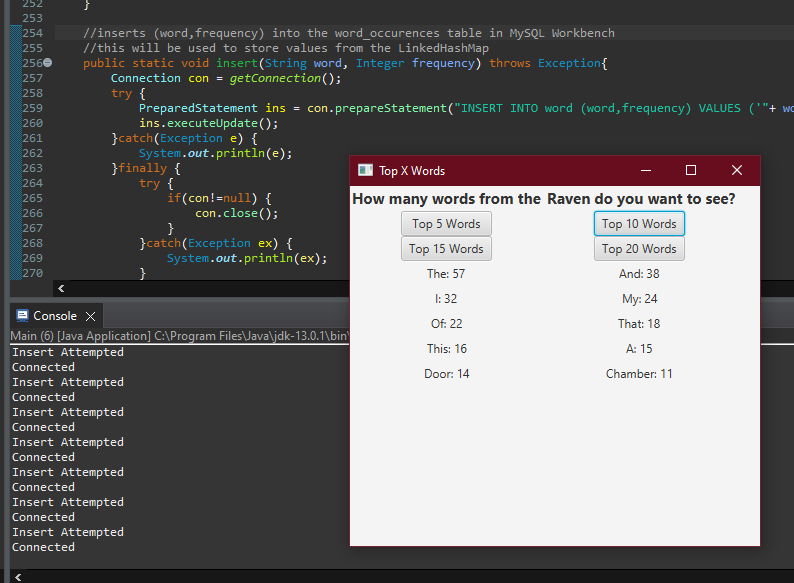 252 }
253
254 //inserts (word,frequency) into the word_occurences table in MySQL Workbench
255 //this will be used to store values from the LinkedHashMap
256 public static void insert(String word, Integer frequency) throws Exception{
257 Connection con = getConnection();
258 try {
259 PreparedStatement ins = con.prepareStatement("INSERT INTO word (word,frequency) VALUES ('"+ wo
260 ins.executeUpdate();
261 }catch(Exception e) {
262 System.out.println(e);
263 }finally {
264 try {
265 if(con!=null) {
266 con.close();
267 }
268 }catch(Exception ex) {
269 System.out.println(ex);
270 }
Top X Words
How many words from the Raven do you want to see?
Top 5 Words Top 10 Words
Top 15 Words Top 20 Words
The: 57 And: 38
I: 32 My: 24
Of: 22 That: 18
This: 16 A: 15
Door: 14 Chamber: 11
Console
Main (6) [Java Application] C:\Program Files\Java\jdk-13.0.1\bin\
Insert Attempted
Connected
Insert Attempted
Connected
Insert Attempted
Connected
Insert Attempted
Connected
Insert Attempted
Connected
Insert Attempted
Connected
Insert Attempted
Connected